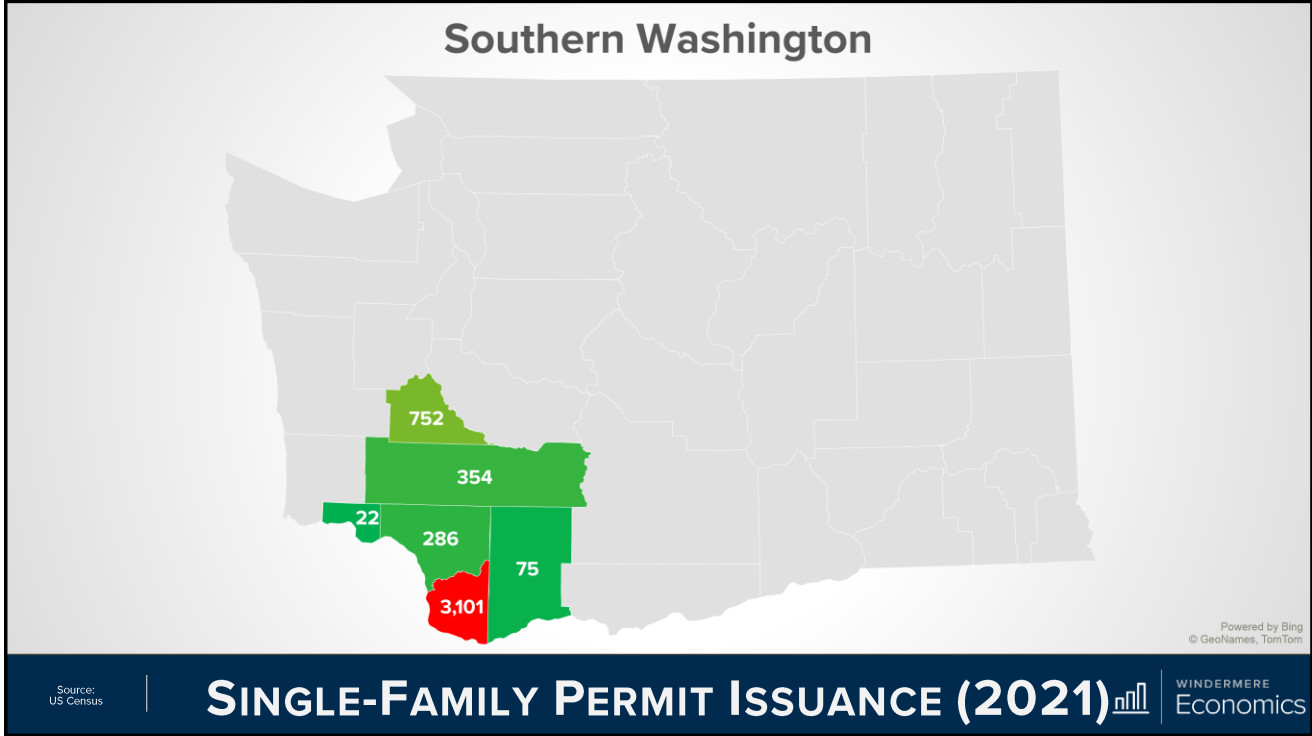 Southern Washington
752
354
22
286
75
3,101
Powered by Bing
© GeoNames, TomTom
Source:
US Census
SINGLE-FAMILY PERMIT ISSUANCE (2021)
WINDERMERE
Economics